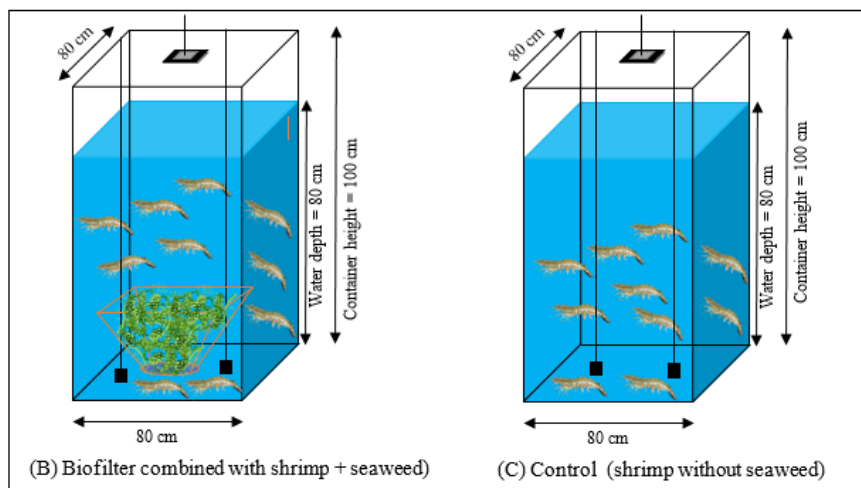 80 cm
Water depth = 80 cm
Container height = 100 cm
80 cm
(B) Biofilter combined with shrimp + seaweed)
80 cm
Water depth = 80 cm
Container height = 100 cm
80 cm
(C) Control (shrimp without seaweed)